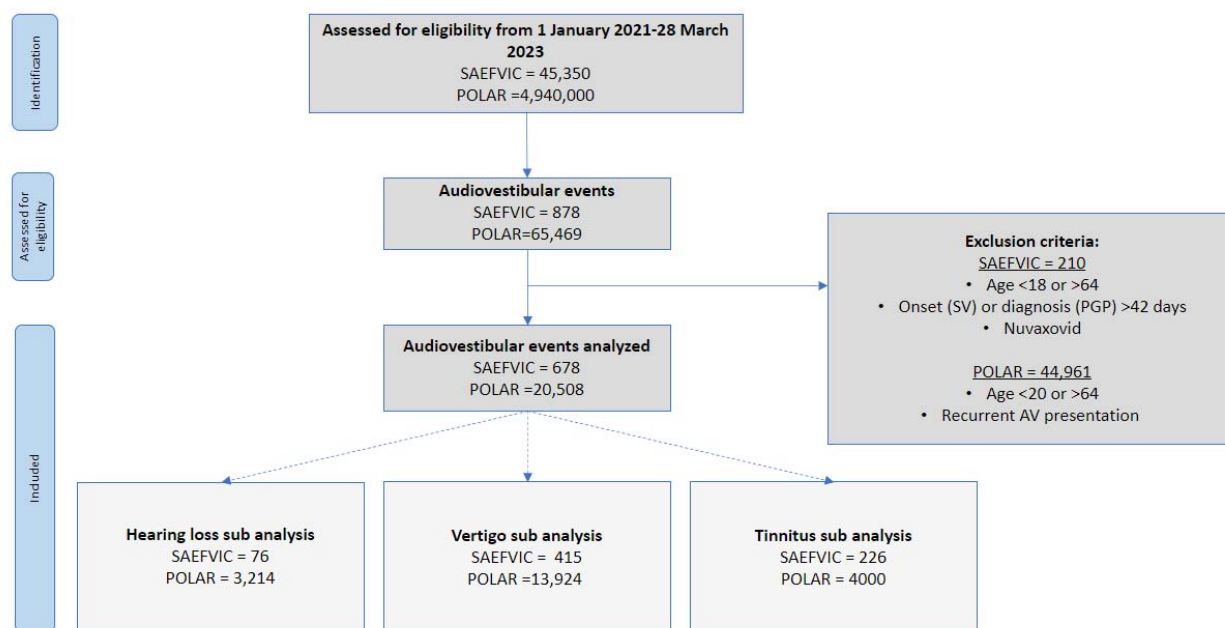 Identification
Assessed for eligibility from 1 January 2021-28 March
2023
SAEFVIC = 45,350
POLAR =4,940,000
Assessed for
eligibility
Audiovestibular events
SAEFVIC = 878
POLAR=65,469
Exclusion criteria:
SAEFVIC = 210
• Age <18 or >64
• Onset (SV) or diagnosis (PGP) >42 days
• Nuvaxovid
POLAR = 44,961
• Age <20 or >64
• Recurrent AV presentation
Included
Audiovestibular events analyzed
SAEFVIC = 678
POLAR =20,508
Hearing loss sub analysis
SAEFVIC = 76
POLAR = 3,214
Vertigo sub analysis
SAEFVIC = 415
POLAR =13,924
Tinnitus sub analysis
SAEFVIC = 226
POLAR = 4000